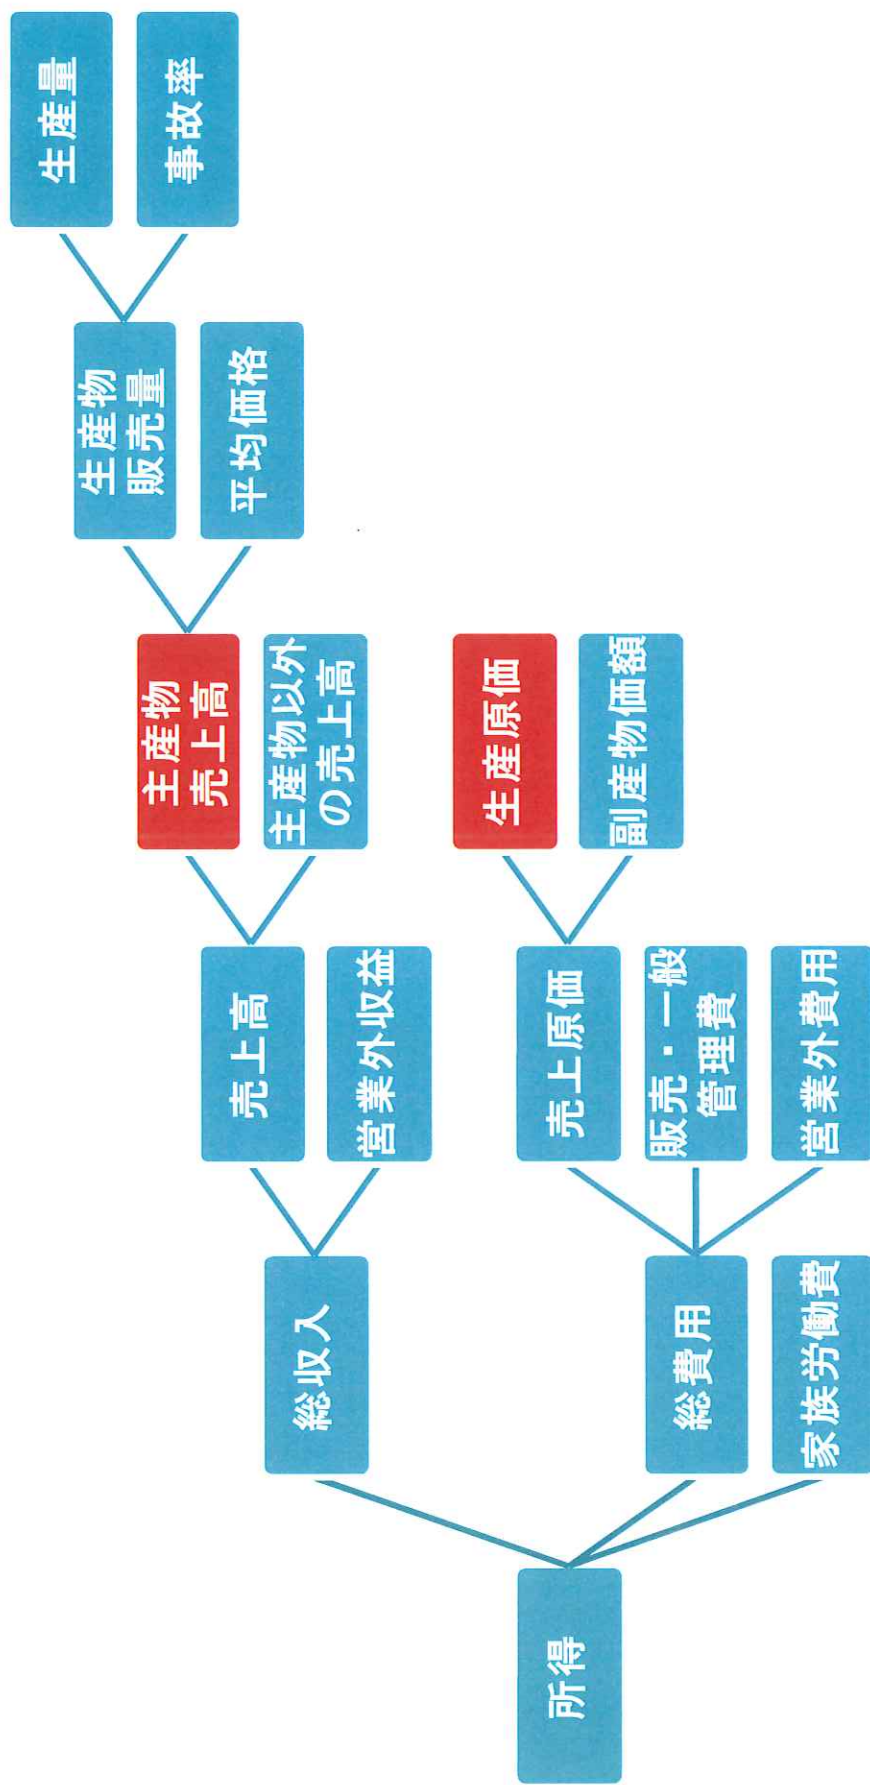 所得
総収入
総費用
家族労働費
売上高
営業外収益
売上原価
販売・一般
管理費
営業外費用
主産物
売上高
主産物以外
の売上高
生産原価
副産物価額
生産物
販売量
平均価格
生産量
事故率